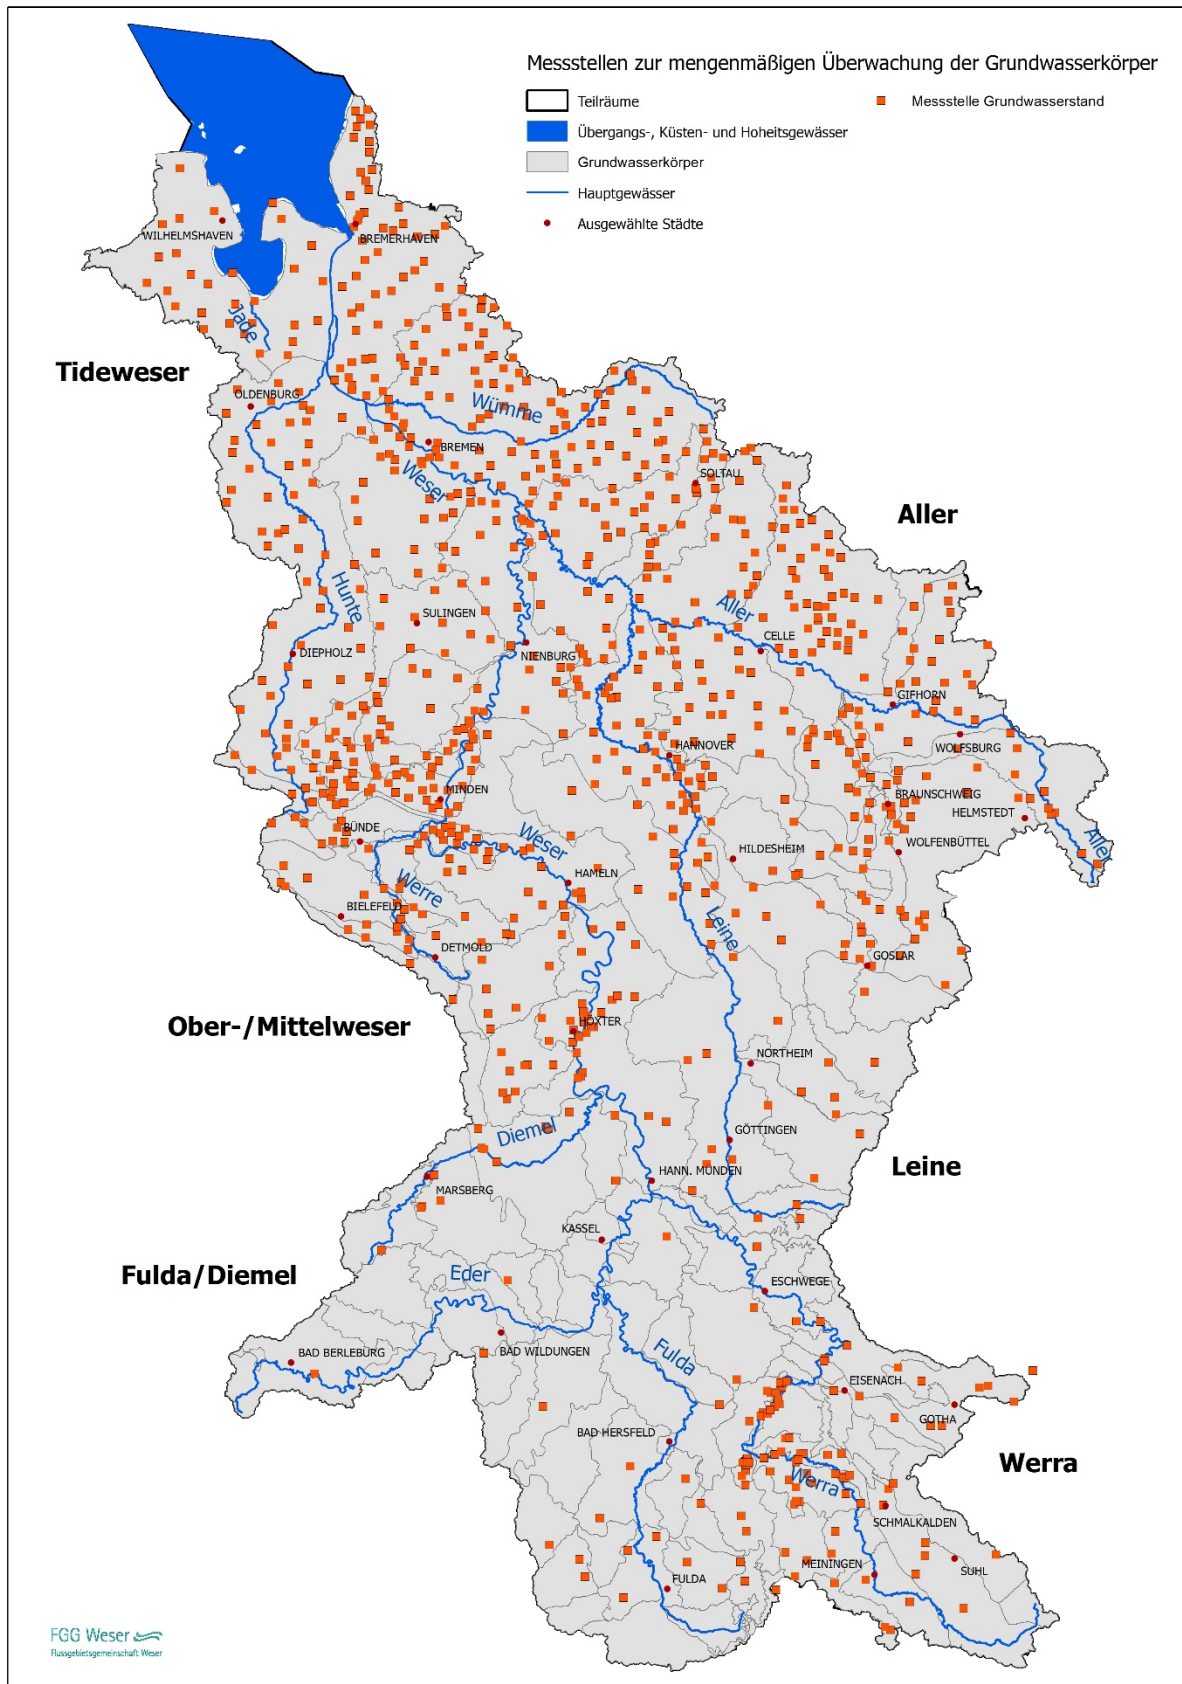 Messstellen zur mengenmäßigen Überwachung der Grundwasserkörper
Teilräume
Messstelle Grundwasserstand
Übergangs-, Küsten- und Hoheitsgewässer
Grundwasserkörper
Hauptgewässer
Ausgewählte Städte
WILHELMSHAVEN
BREMERHAVEN
Jade
Tideweser
OLDENBURG
Wümme
BREMEN
Weser
SOLTAU
Aller
Hunte
SULINGEN
Aller
CELLE
DIEPHOLZ
NIENBURG
GIFHORN
HANNOVER
WOLFSBURG
MINDEN
BRAUNSCHWEIG
HELMSTEDT
BÜNDE
Weser
HILDESHEIM
WOLFENBÜTTEL
Aller
Werre
HAMELN
BIELEFELD
Leine
DETMOLD
GOSLAR
Ober-/Mittelweser
HÖXTER
NORTHEIM
Diemel
GÖTTINGEN
Leine
HANN. MÜNDEN
MARSBERG
KASSEL
Fulda/Diemel
Eder
ESCHWEGE
BAD BERLEBURG
BAD WILDUNGEN
Fulda
EISENACH
GOTHA
BAD HERSFELD
Werra
Werra
SCHMALKALDEN
MEININGEN
SUHL
FULDA
FGG Weser
Flussgebietsgemeinschaft Weser